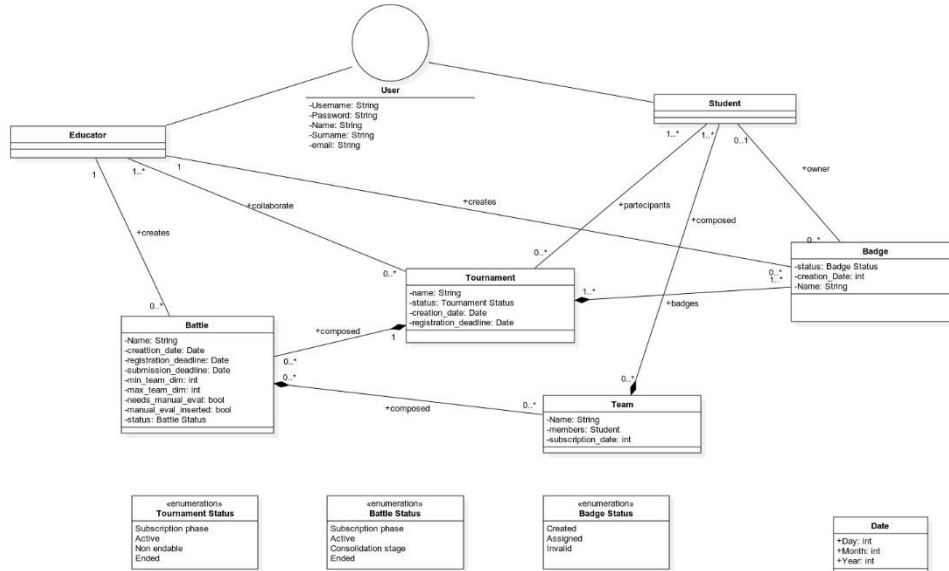 User
-Username: String
-Password: String
-Name: String
-Surname: String
-email: String
Educator
Student
1
1..*
1
1..*
1..*
0..1
+creates
+collaborate
+creates
+partecipants
+composed
+owner
0..*
0..*
0..*
0..*
0..*
1..*
Badge
-status: Badge Status
-creation_Date: int
-Name: String
Tournament
-name: String
-status: Tournament Status
-creation_date: Date
-registration_deadline: Date
1..*
+badges
Battle
-Name: String
-creattion_date: Date
-registration_deadline: Date
-submission_deadline: Date
-min_team_dim: int
-max_team_dim: int
-needs_manual_eval: bool
-manual_eval_inserted: bool
-status: Battle Status
+composed
1
0..*
0..*
+composed
0..*
0..*
Team
-Name: String
-members: Student
-subscription_date: int
«enumeration»
Tournament Status
Subscription phase
Active
Non endable
Ended
«enumeration»
Battle Status
Subscription phase
Active
Consolidation stage
Ended
«enumeration»
Badge Status
Created
Assigned
Invalid
Date
+Day: int
+Month: int
+Year: int